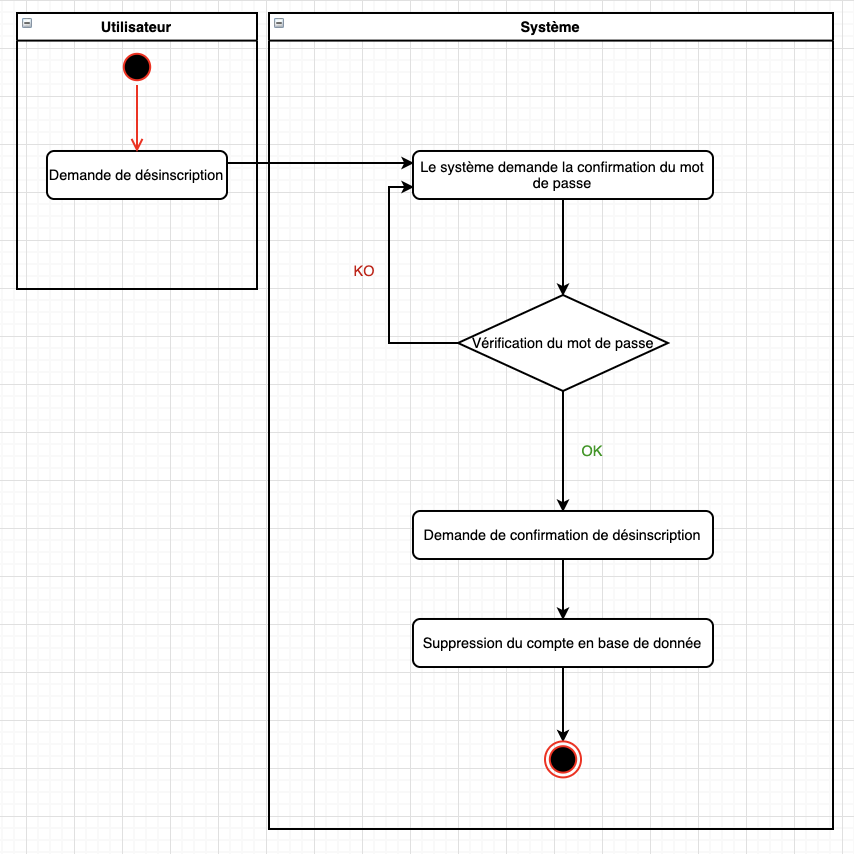 Utilisateur
Système
Demande de désinscription
Le système demande la confirmation du mot
de passe
KO
Vérification du mot de passe
OK
Demande de confirmation de désinscription
Suppression du compte en base de donnée